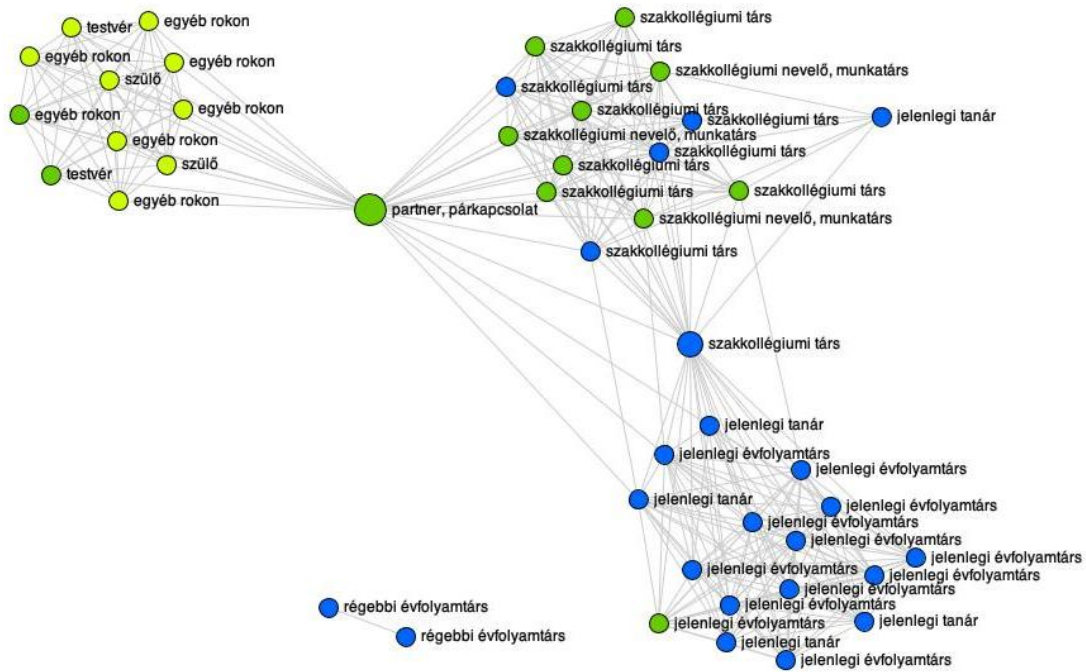 testvér
egyéb rokon
egyéb rokon
egyéb rokon
szülő
egyéb rokon
egyéb rokon
egyéb rokon
szülő
testvér
egyéb rokon
partner, párkapcsolat
szakkollégiumi társ
szakkollégiumi társ
szakkollégiumi nevelő, munkatárs
szakkollégiumi társ
szakkollégiumi társ
szakkollégiumi társ
jelenlegi tanár
szakkollégiumi nevelő, munkatárs
szakkollégiumi társ
szakkollégiumi társ
szakkollégiumi társ
szakkollégiumi társ
szakkollégiumi nevelő, munkatárs
szakkollégiumi társ
szakkollégiumi társ
jelenlegi tanár
jelenlegi évfolyamtárs
jelenlegi évfolyamtárs
jelenlegi tanár
jelenlegi évfolyamtárs
jelenlegi évfolyamtárs
jelenlegi évfolyamtárs
jelenlegi évfolyamtárs
jelenlegi évfolyamtárs
jelenlegi évfolyamtárs
jelenlegi évfolyamtárs
jelenlegi évfolyamtárs
jelenlegi évfolyamtárs
jelenlegi tanár
jelenlegi tanár
jelenlegi évfolyamtárs
régebbi évfolyamtárs
régebbi évfolyamtárs